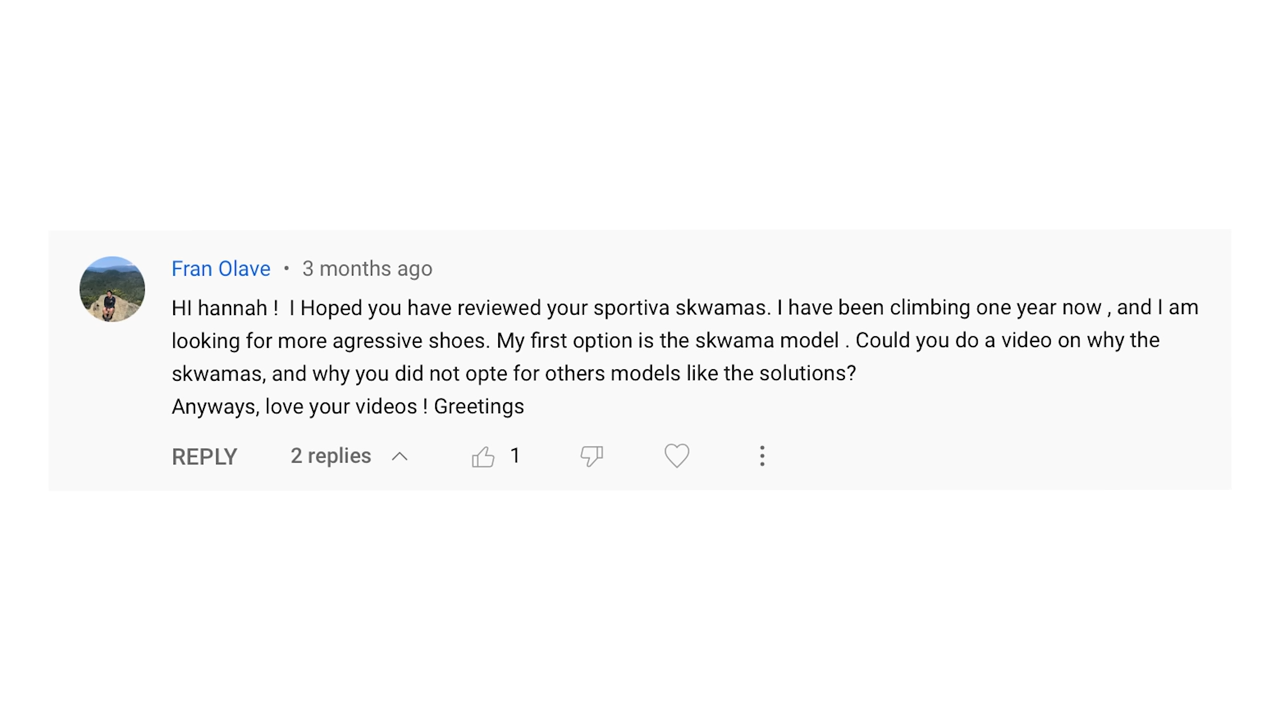 Fran Olave • 3 months ago
HI hannah ! I Hoped you have reviewed your sportiva skwamas. I have been climbing one year now , and I am
looking for more agressive shoes. My first option is the skwama model . Could you do a video on why the
skwamas, and why you did not opte for others models like the solutions?
Anyways, love your videos ! Greetings
REPLY 2 replies 1